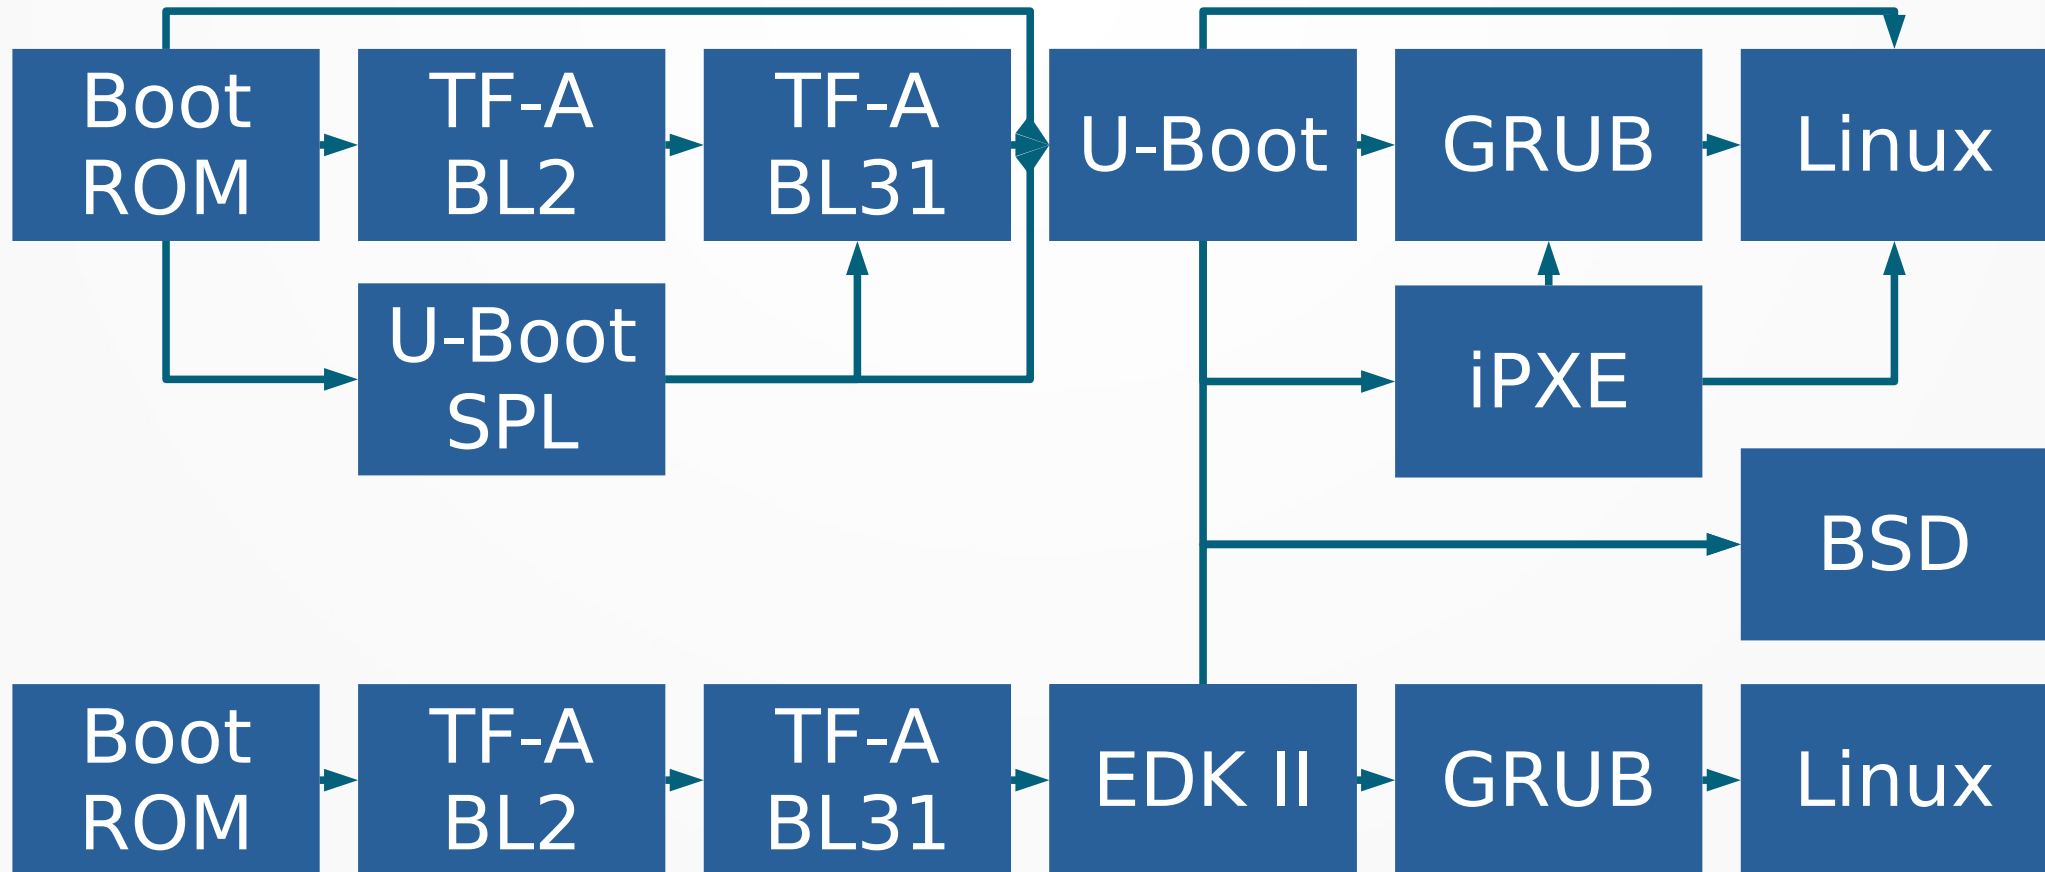 Boot
ROM
TF-A
BL2
TF-A
BL31
U-Boot
GRUB
Linux
U-Boot
SPL
iPXE
BSD
Boot
ROM
TF-A
BL2
TF-A
BL31
EDK II
GRUB
Linux